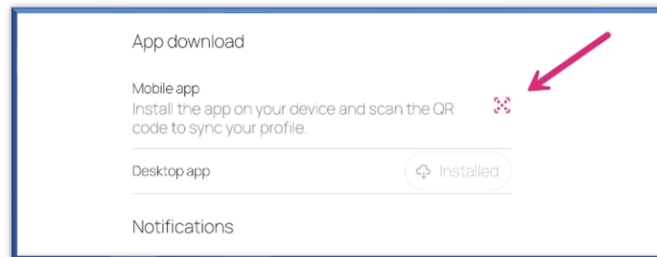 App download
Mobile app
Install the app on your device and scan the QR
code to sync your profile.
Desktop app
Installed
Notifications